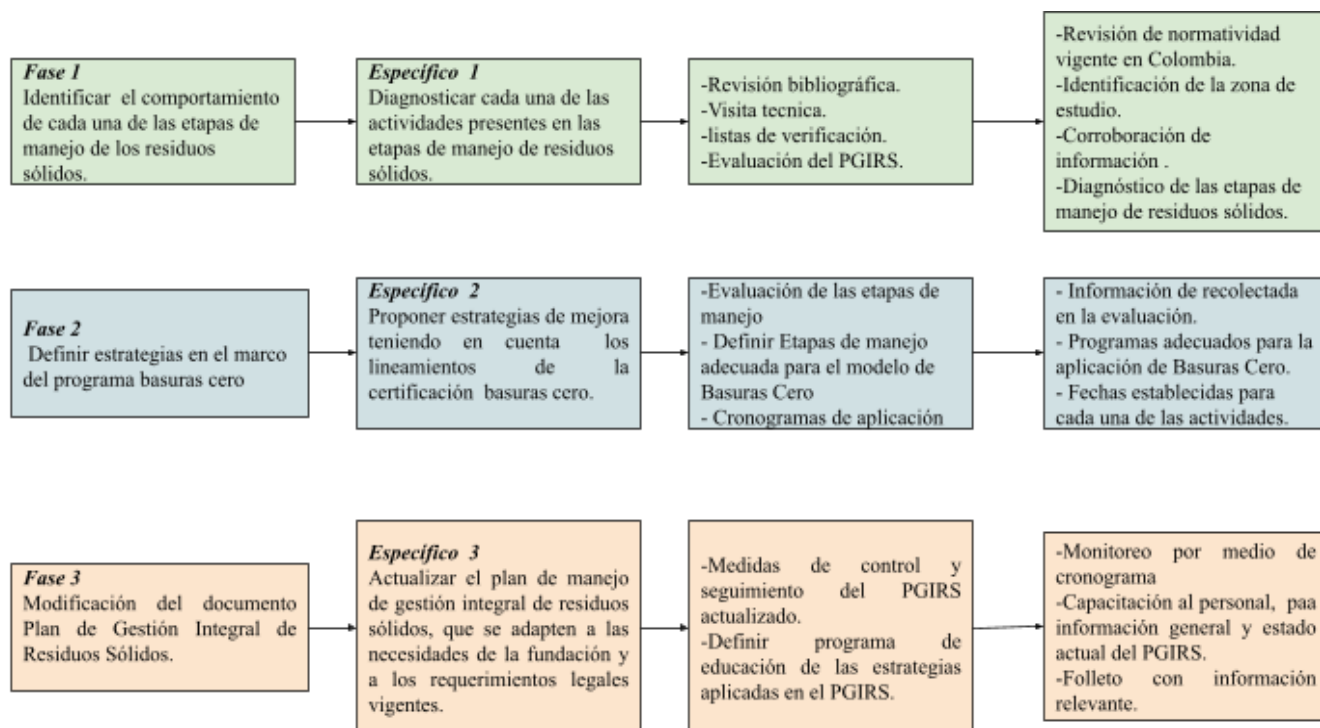 Fase 1
Identificar el comportamiento
de cada una de las etapas de
manejo de los residuos
sólidos.
Específico 1
Diagnosticar cada una de las
actividades presentes en las
etapas de manejo de residuos
sólidos.
-Revisión bibliográfica.
-Visita tecnica.
-listas de verificación.
-Evaluación del PGIRS.
-Revisión de normatividad
vigente en Colombia.
-Identificación de la zona de
estudio.
-Corroboración de
información .
-Diagnóstico de las etapas de
manejo de residuos sólidos.
Fase 2
Definir estrategias en el marco
del programa basuras cero
Específico 2
Proponer estrategias de mejora
teniendo en cuenta los
lineamientos de la
certificación basuras cero.
-Evaluación de las etapas de
manejo
- Definir Etapas de manejo
adecuada para el modelo de
Basuras Cero
- Cronogramas de aplicación
- Información de recolectada
en la evaluación.
- Programas adecuados para la
aplicación de Basuras Cero.
- Fechas establecidas para
cada una de las actividades.
Fase 3
Modificación del documento
Plan de Gestión Integral de
Residuos Sólidos.
Específico 3
Actualizar el plan de manejo
de gestión integral de residuos
sólidos, que se adapten a las
necesidades de la fundación y
a los requerimientos legales
vigentes.
-Medidas de control y
seguimiento del PGIRS
actualizado.
-Definir programa de
educación de las estrategias
aplicadas en el PGIRS.
-Monitoreo por medio de
cronograma
-Capacitación al personal, paa
información general y estado
actual del PGIRS.
-Folleto con información
relevante.